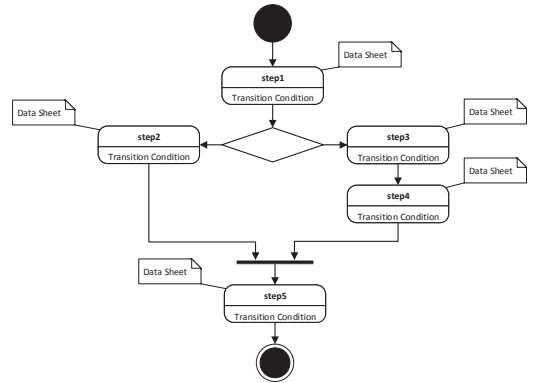 Data Sheet
step1
Transition Condition
Data Sheet
Data Sheet
step2
Transition Condition
step3
Transition Condition
Data Sheet
step4
Transition Condition
Data Sheet
step5
Transition Condition